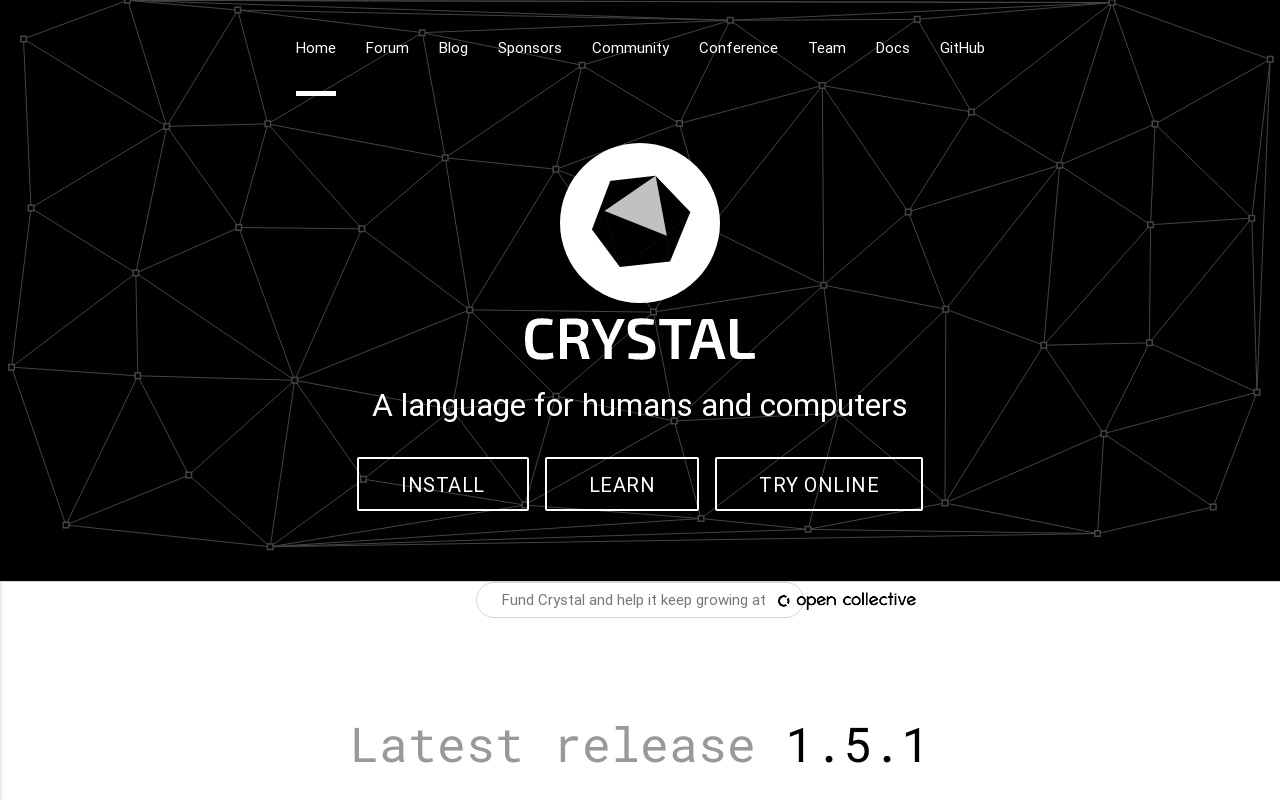 Home Forum Blog Sponsors Community Conference Team Docs GitHub
CRYSTAL
A language for humans and computers
INSTALL LEARN TRY ONLINE
Fund Crystal and help it keep growing at open collective
Latest release 1.5.1